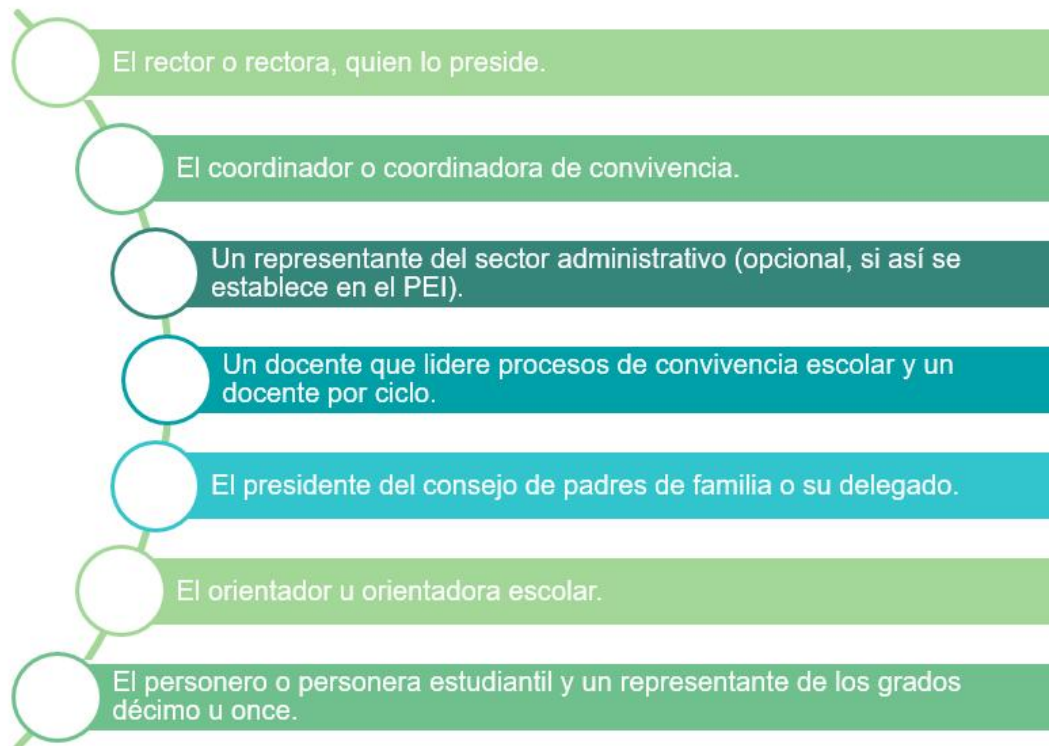 El rector o rectora, quien lo preside.
El coordinador o coordinadora de convivencia.
Un representante del sector administrativo (opcional, si así se
establece en el PEI).
Un docente que lidere procesos de convivencia escolar y un
docente por ciclo.
El presidente del consejo de padres de familia o su delegado.
El orientador u orientadora escolar.
El personero o personera estudiantil y un representante de los grados
décimo u once.